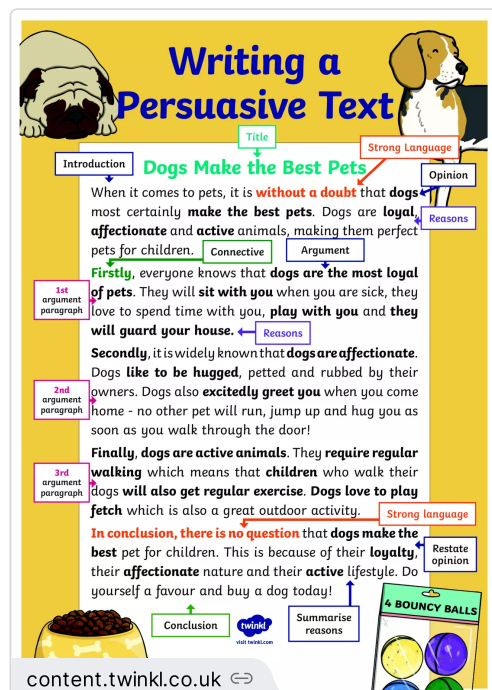 Writing a
Persuasive Text
Title
Strong Language
Introduction
Dogs Make the Best Pets
Opinion
When it comes to pets, it is without a doubt that dogs
most certainly make the best pets. Dogs are loyal,
Reasons
affectionate and active animals, making them perfect
pets for children.
Connective
Argument
Firstly, everyone knows that dogs are the most loyal
of pets. They will sit with you when you are sick, they
love to spend time with you, play with you and they
will guard your house.
1st
argument
paragraph
Reasons
Secondly, it is widely known that dogs are affectionate.
Dogs like to be hugged, petted and rubbed by their
owners. Dogs also excitedly greet you when you come
home - no other pet will run, jump up and hug you as
soon as you walk through the door!
2nd
argument
paragraph
Finally, dogs are active animals. They require regular
walking which means that children who walk their
dogs will also get regular exercise. Dogs love to play
fetch which is also a great outdoor activity.
3rd
argument
paragraph
Strong language
In conclusion, there is no question that dogs make the
best pet for children. This is because of their loyalty,
their affectionate nature and their active lifestyle. Do
yourself a favour and buy a dog today!
Restate
opinion
Conclusion
twinkl
visit twinkl.com
Summarise
reasons
4 BOUNCY BALLS
content.twinkl.co.uk